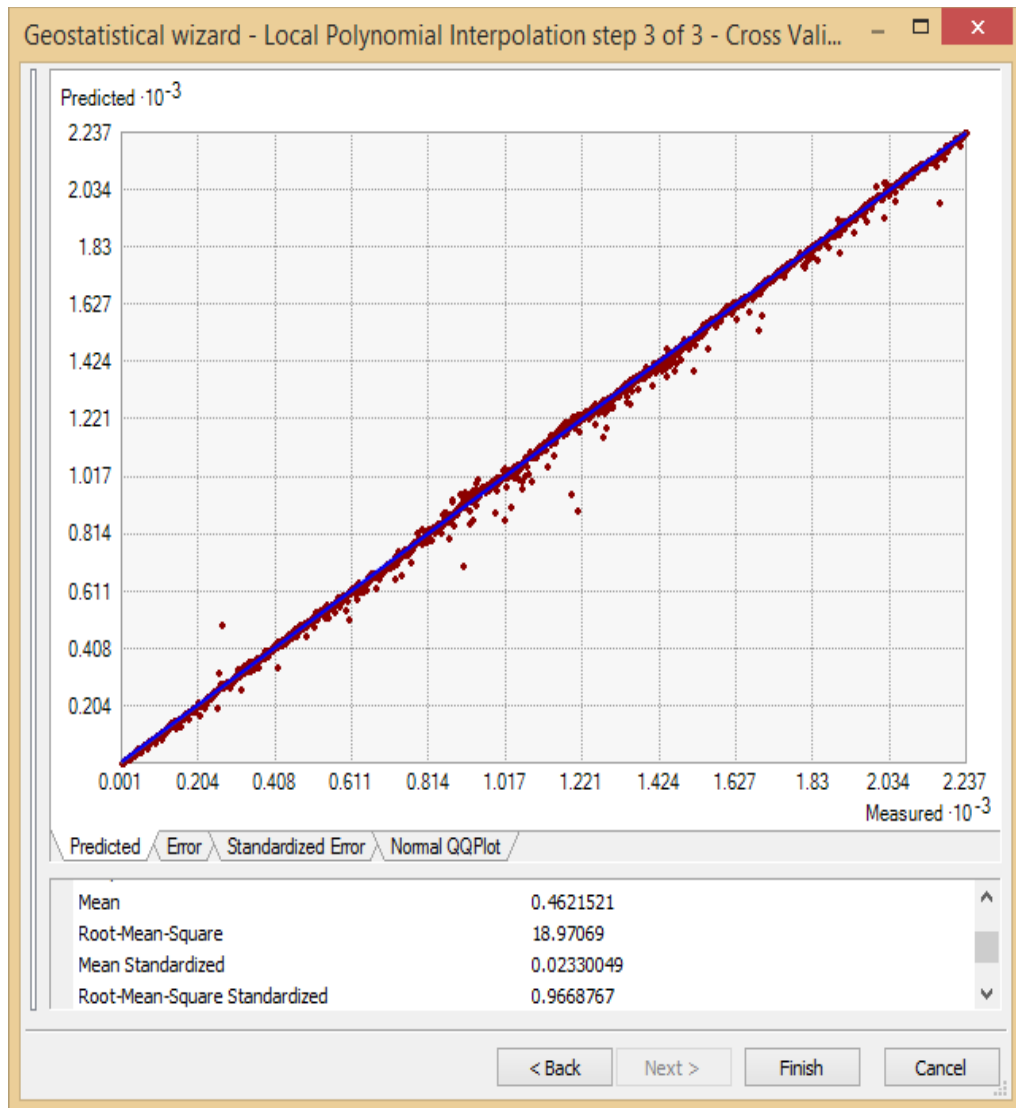 Geostatistical wizard - Local Polynomial Interpolation step 3 of 3 - Cross Vali...
Predicted ·10-3
2.237
2.034
1.83
1.627
1.424
1.221
1.017
0.814
0.611
0.408
0.204
0.001 0.204 0.408 0.611 0.814 1.017 1.221 1.424 1.627 1.83 2.034 2.237
Measured ·10-3
Predicted Error Standardized Error Normal QQPlot
Mean 0.4621521
Root-Mean-Square 18.97069
Mean Standardized 0.02330049
Root-Mean-Square Standardized 0.9668767
< Back Next > Finish Cancel